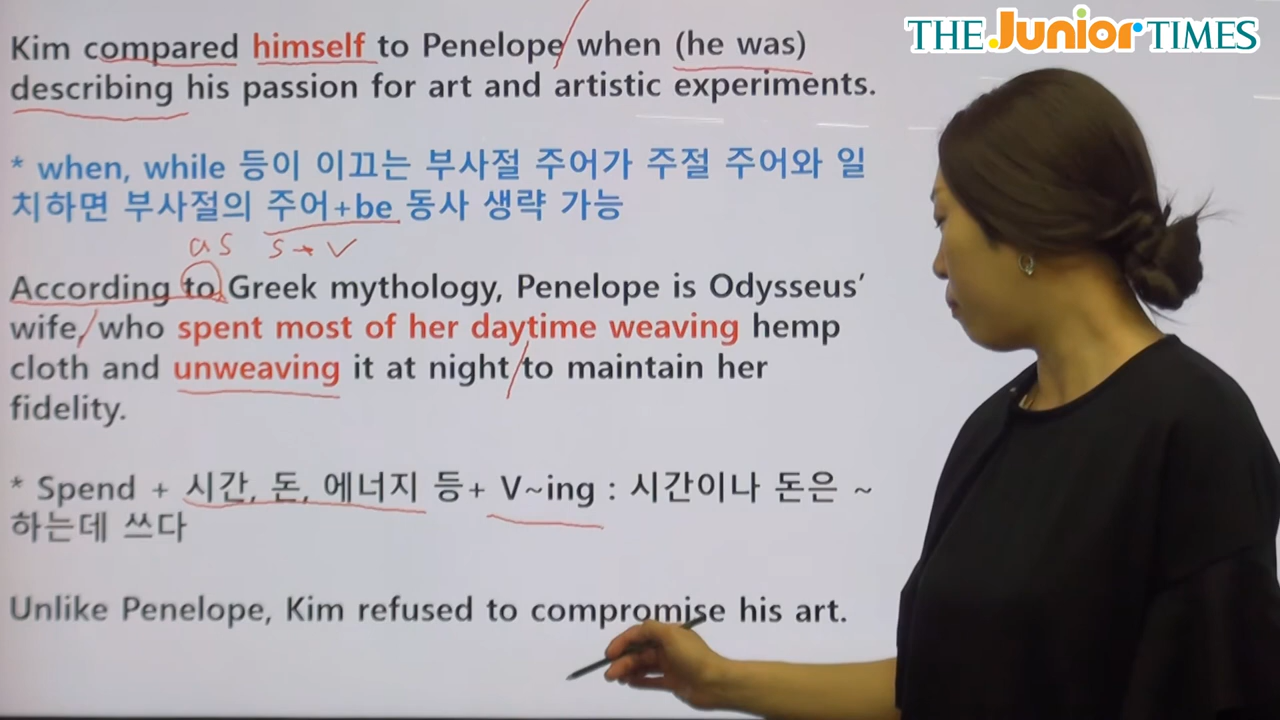 THE Junior TIMES
Kim compared himself to Penelope when (he was)
describing his passion for art and artistic experiments.
* when, while 등이 이끄는 부사절 주어가 주절 주어와 일
치하면 부사절의 주어+be 동사 생략 가능
as S + V
According to Greek mythology, Penelope is Odysseus’
wife, who spent most of her daytime weaving hemp
cloth and unweaving it at night to maintain her
fidelity.
* Spend + 시간, 돈, 에너지 등+ V~ing : 시간이나 돈은 ~
하는데 쓰다
Unlike Penelope, Kim refused to compromise his art.